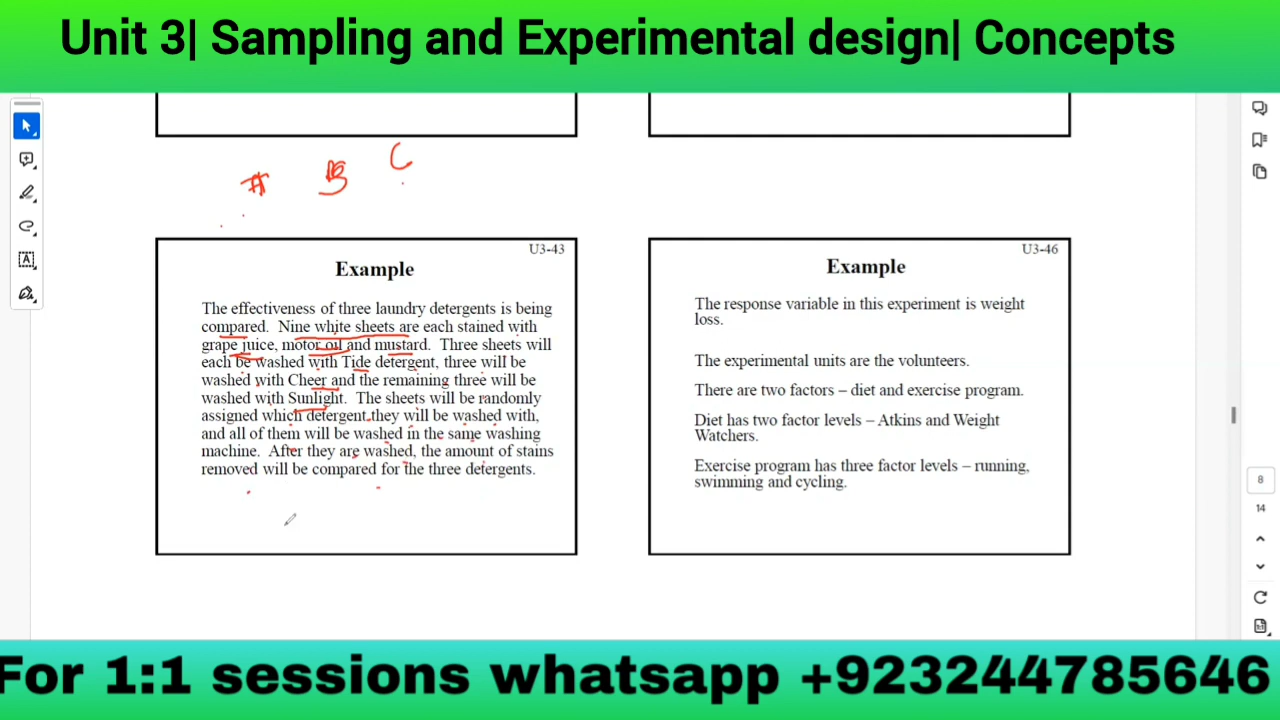 Unit 3| Sampling and Experimental design| Concepts
A B C
U3-43
Example
The effectiveness of three laundry detergents is being
compared. Nine white sheets are each stained with
grape juice, motor oil and mustard. Three sheets will
each be washed with Tide detergent, three will be
washed with Cheer and the remaining three will be
washed with Sunlight. The sheets will be randomly
assigned which detergent they will be washed with,
and all of them will be washed in the same washing
machine. After they are washed, the amount of stains
removed will be compared for the three detergents.
U3-46
Example
The response variable in this experiment is weight
loss.
The experimental units are the volunteers.
There are two factors – diet and exercise program.
Diet has two factor levels – Atkins and Weight
Watchers.
Exercise program has three factor levels – running,
swimming and cycling.
8
14
For 1:1 sessions whatsapp +923244785646